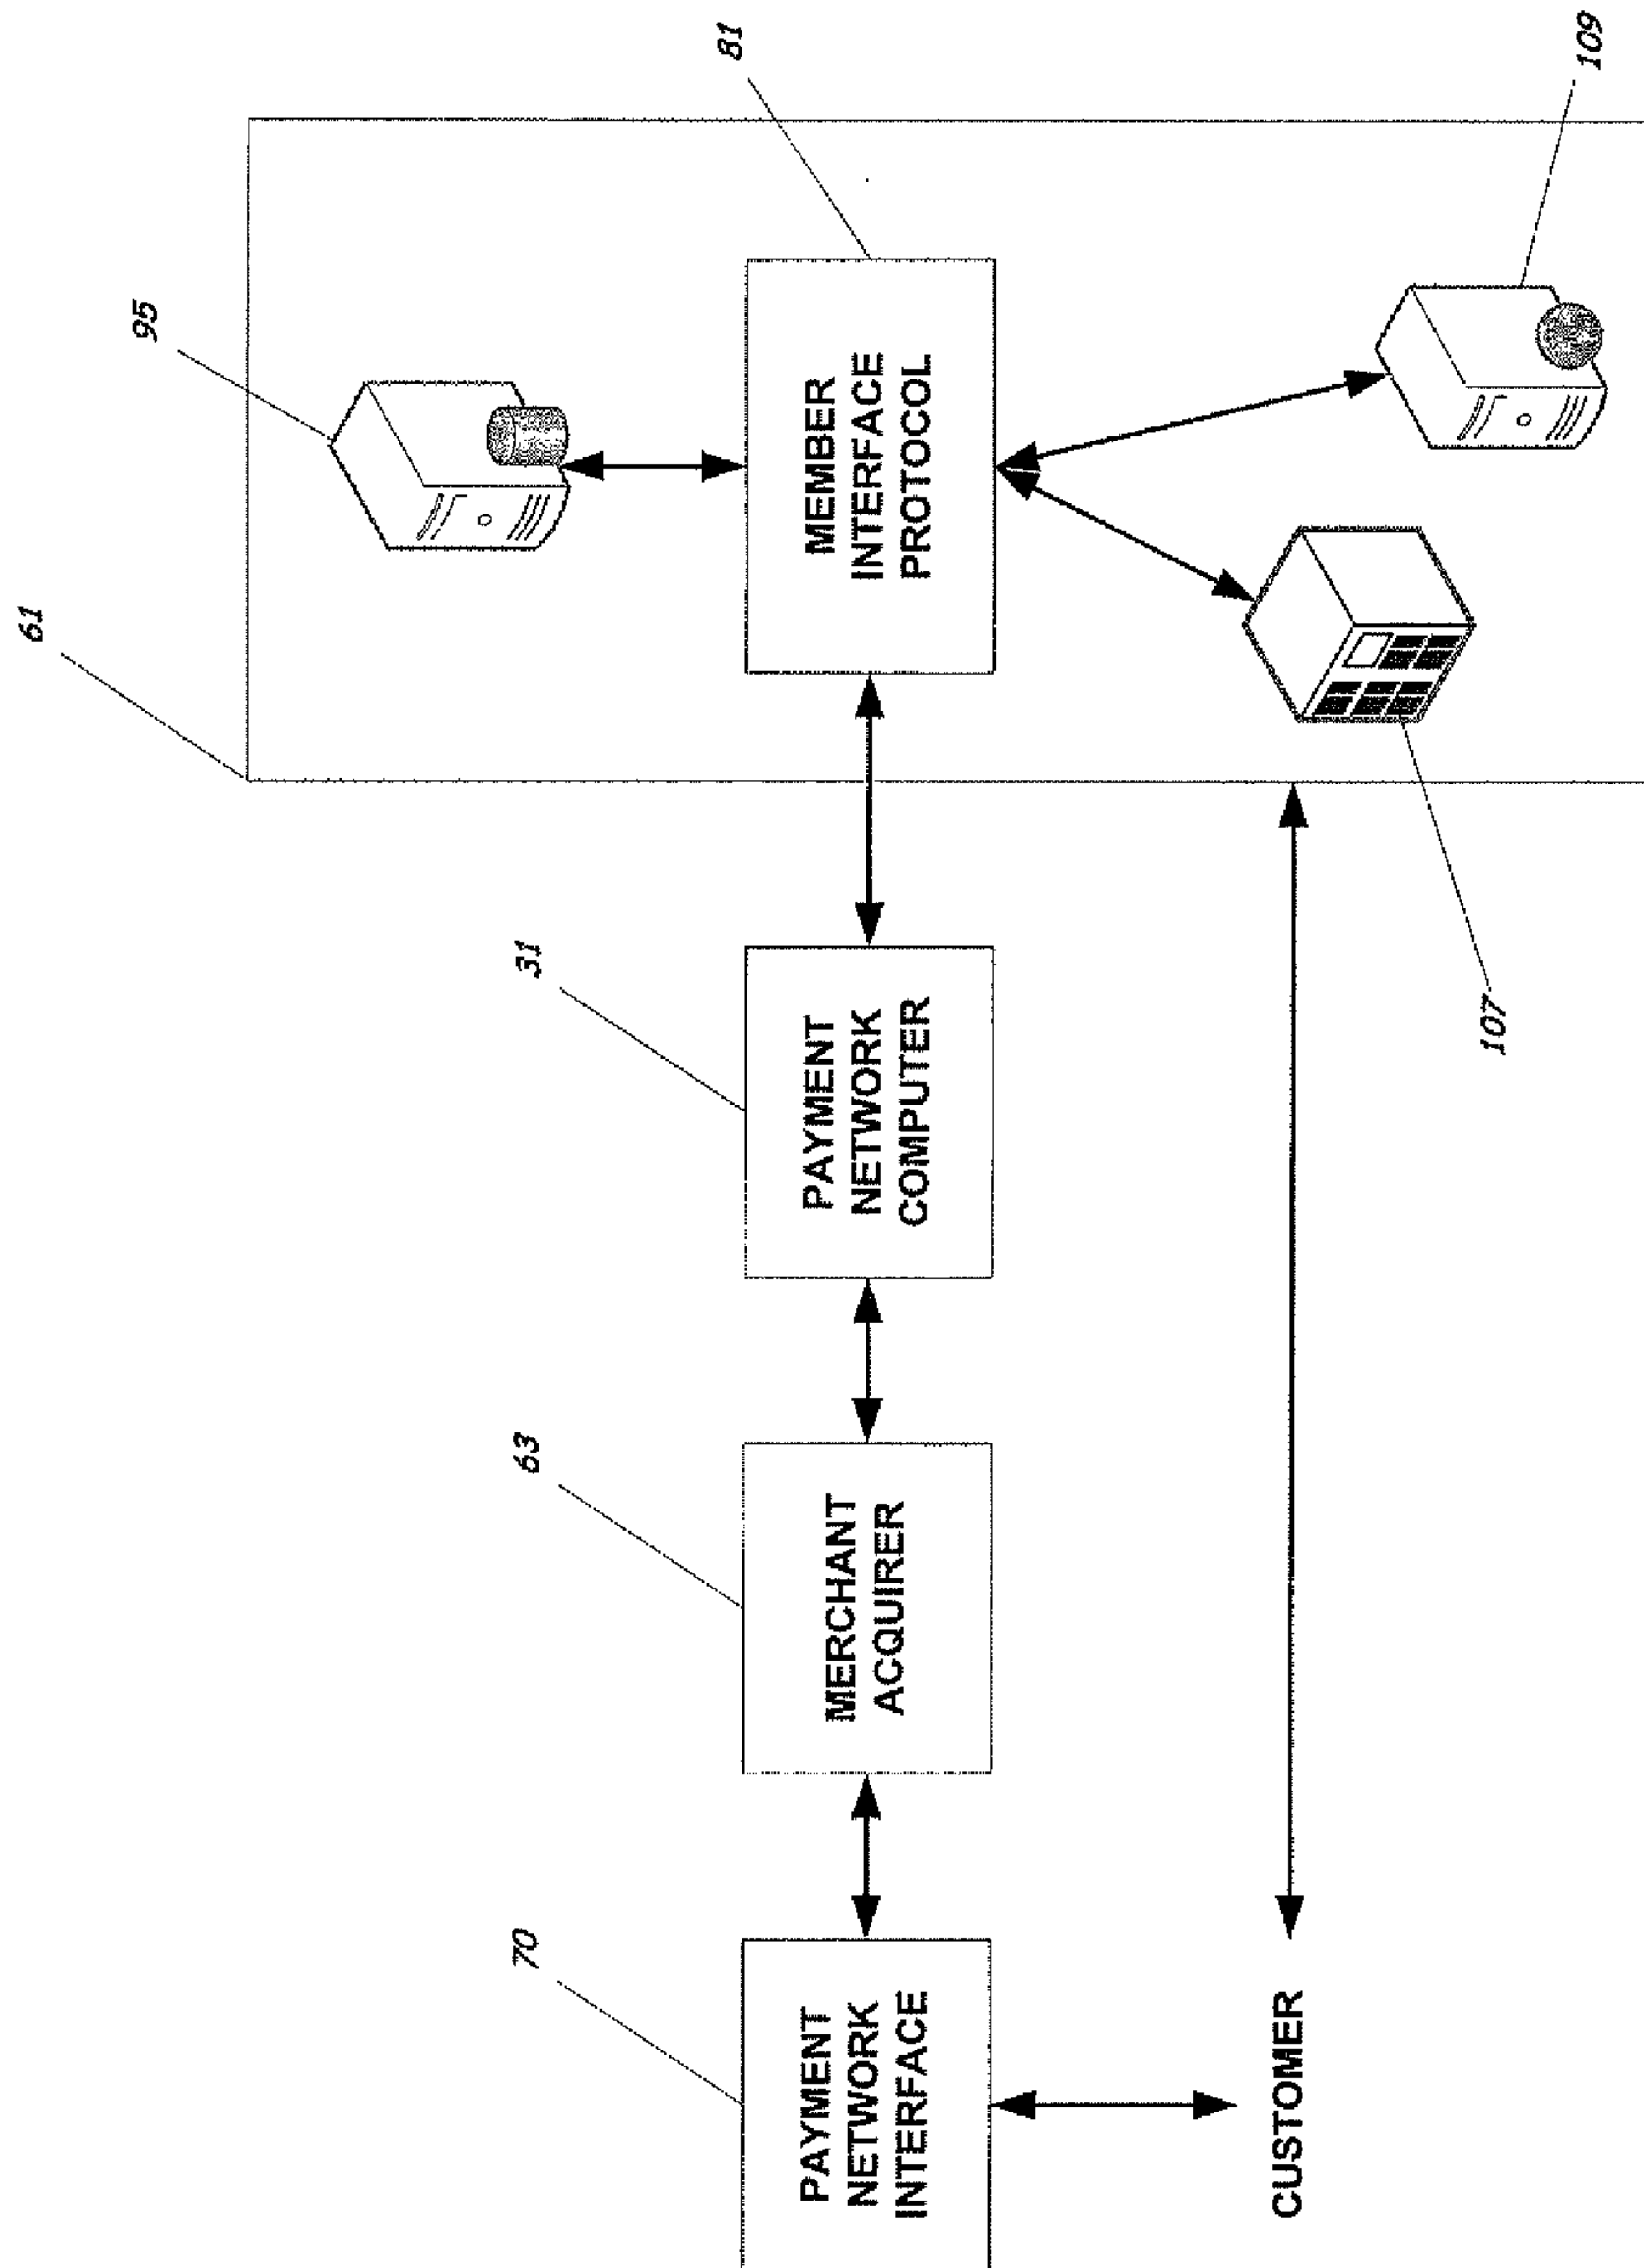 61
95
81
70
PAYMENT
NETWORK
INTERFACE
63
MERCHANT
ACQUIRER
31
PAYMENT
NETWORK
COMPUTER
MEMBER
INTERFACE
PROTOCOL
CUSTOMER
107
109